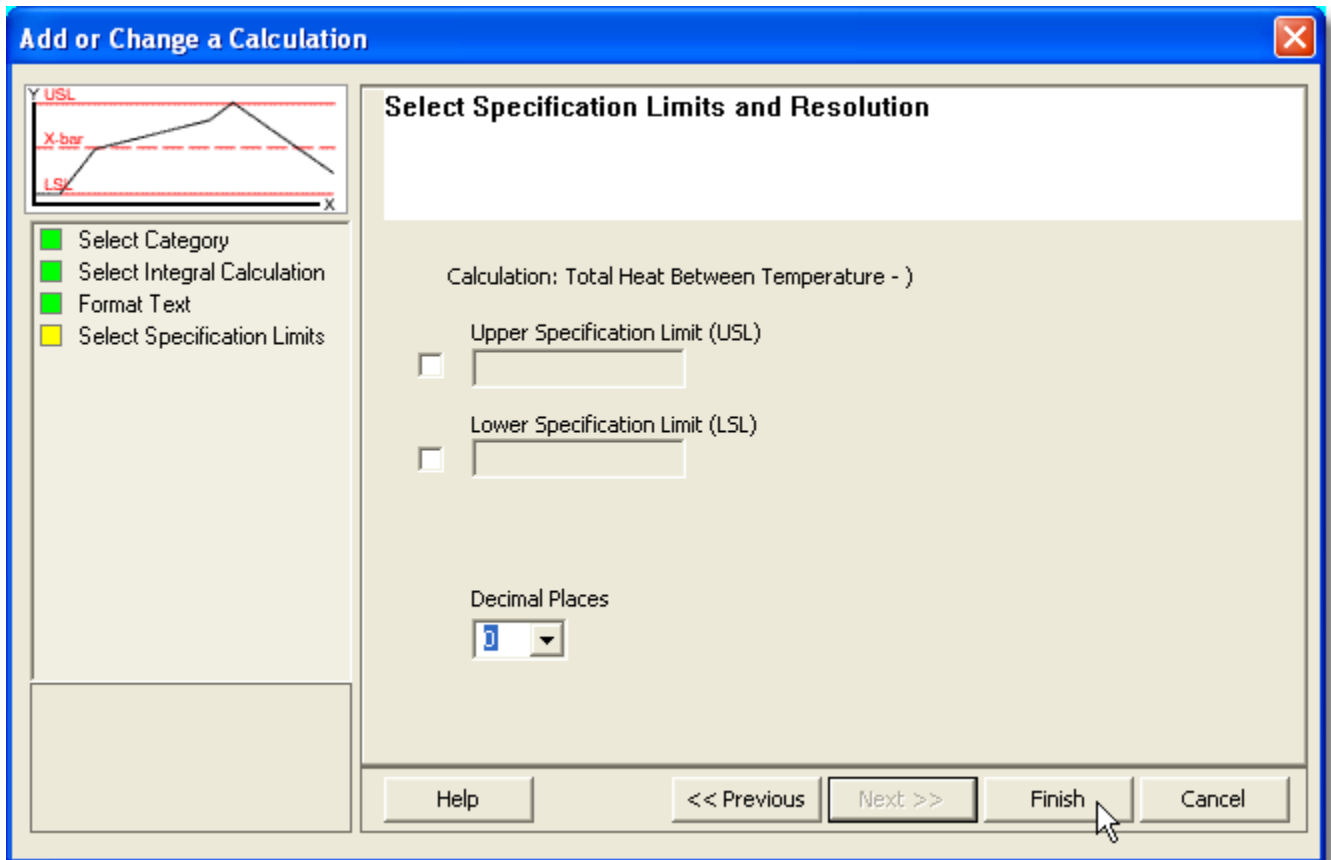 Add or Change a Calculation
Y USL
X-bar
LSL
X
Select Category
Select Integral Calculation
Format Text
Select Specification Limits
Select Specification Limits and Resolution
Calculation: Total Heat Between Temperature - )
Upper Specification Limit (USL)
Lower Specification Limit (LSL)
Decimal Places
0
Help
<< Previous
Next >>
Finish
Cancel